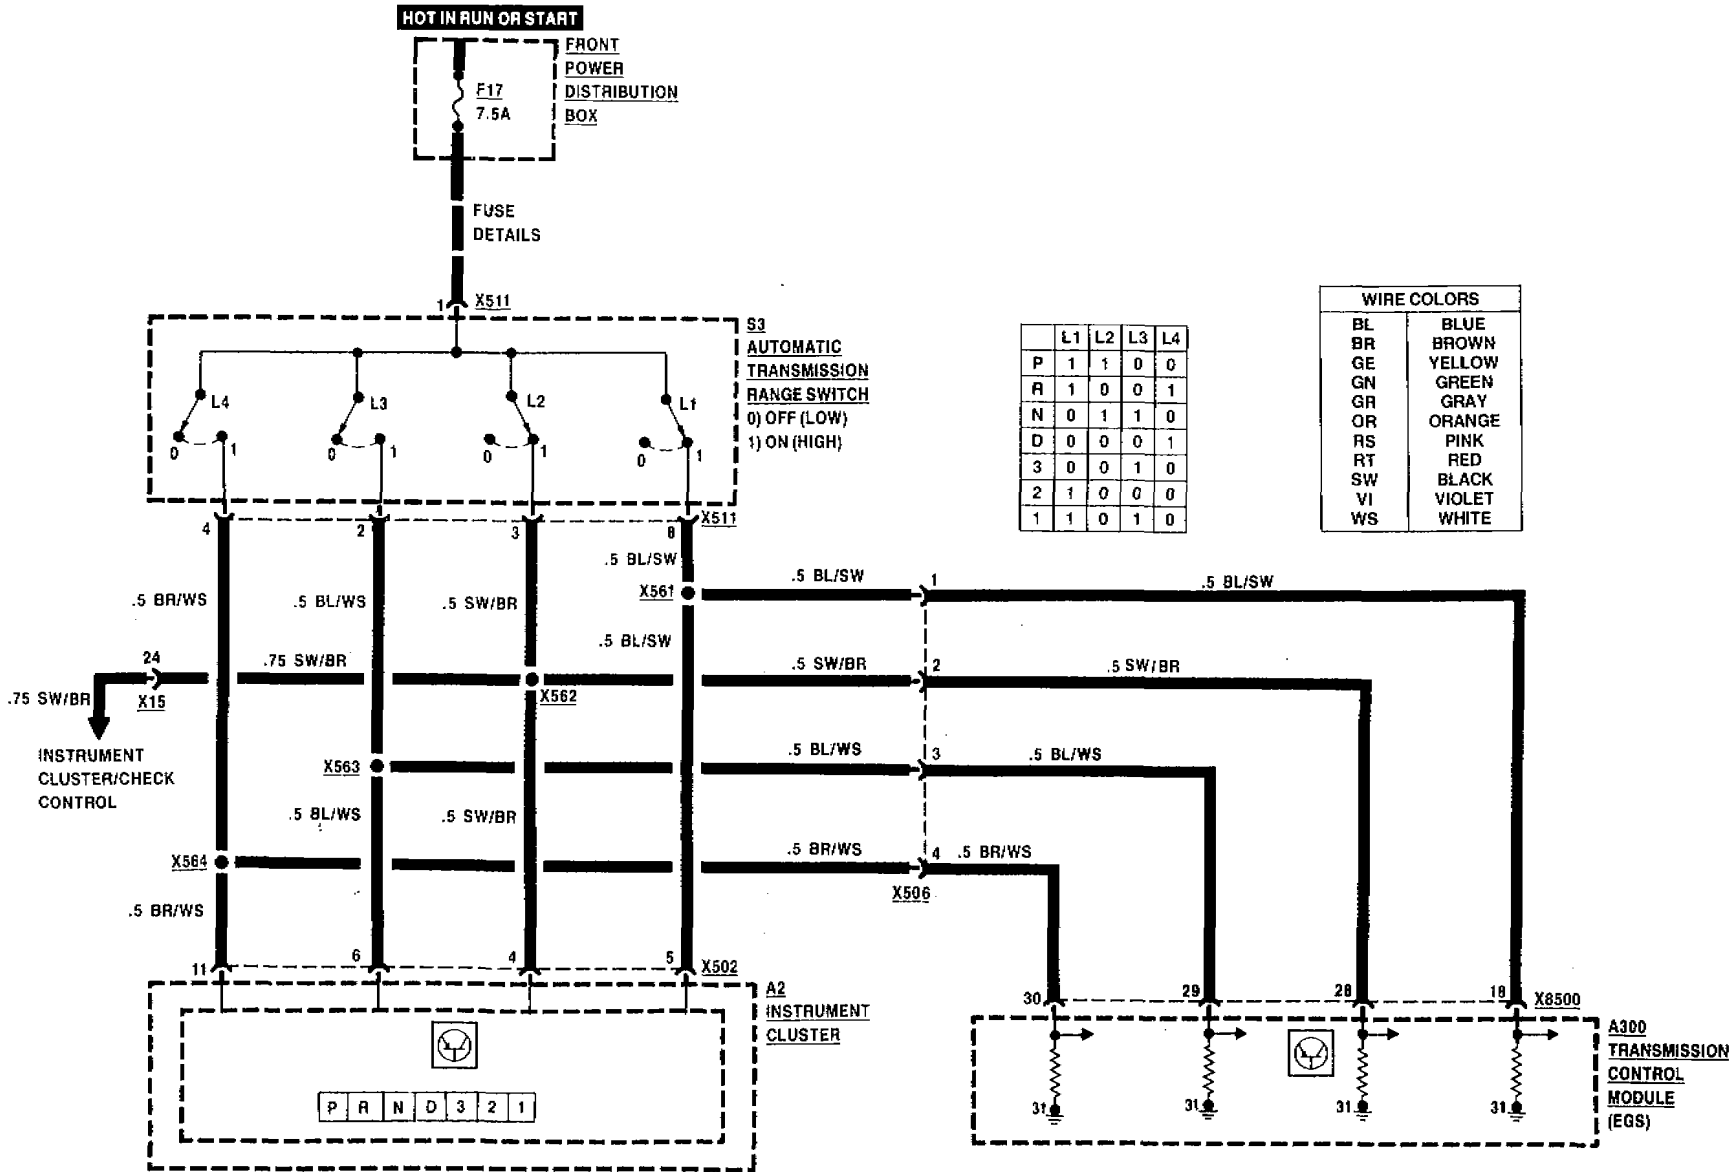 HOT IN RUN OR START
FRONT
POWER
DISTRIBUTION
BOX
F17
7.5A
FUSE
DETAILS
1
X511
S3
AUTOMATIC
TRANSMISSION
RANGE SWITCH
0) OFF (LOW)
1) ON (HIGH)
L4
L3
L2
L1
0 1
0 1
0 1
0 1
L1 L2 L3 L4
P 1 1 0 0
R 1 0 0 1
N 0 1 1 0
D 0 0 0 1
3 0 0 1 0
2 1 0 0 0
1 1 0 1 0
WIRE COLORS
BL BLUE
BR BROWN
GE YELLOW
GN GREEN
GR GRAY
OR ORANGE
RS PINK
RT RED
SW BLACK
VI VIOLET
WS WHITE
4
2
3
8
X511
.5 BL/SW
.5 BR/WS
.5 BL/WS
.5 SW/BR
X561
.5 BL/SW
1
.5 BL/SW
.5 BL/SW
24
.75 SW/BR
X15
.75 SW/BR
X562
.5 SW/BR
2
.5 SW/BR
INSTRUMENT
CLUSTER/CHECK
CONTROL
X563
.5 BL/WS
3
.5 BL/WS
.5 BL/WS
.5 SW/BR
X564
.5 BR/WS
4
.5 BR/WS
X506
.5 BR/WS
11
6
4
5
X502
A2
INSTRUMENT
CLUSTER
P R N D 3 2 1
30
29
28
18
X8500
A300
TRANSMISSION
CONTROL
MODULE
(EGS)
31
31
31
31